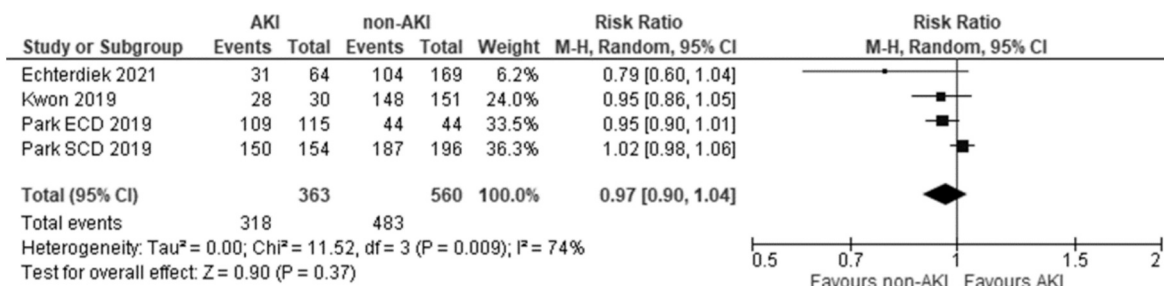 AKI non-AKI Risk Ratio Risk Ratio
Study or Subgroup Events Total Events Total Weight M-H, Random, 95% CI M-H, Random, 95% CI
Echterdiek 2021 31 64 104 169 6.2% 0.79 [0.60, 1.04]
Kwon 2019 28 30 148 151 24.0% 0.95 [0.86, 1.05]
Park ECD 2019 109 115 44 44 33.5% 0.95 [0.90, 1.01]
Park SCD 2019 150 154 187 196 36.3% 1.02 [0.98, 1.06]
Total (95% CI) 363 560 100.0% 0.97 [0.90, 1.04]
Total events 318 483
Heterogeneity: Tau² = 0.00; Chi² = 11.52, df = 3 (P = 0.009); I² = 74%
Test for overall effect: Z = 0.90 (P = 0.37)
0.5 0.7 1 1.5 2
Favours non-AKI Favours AKI